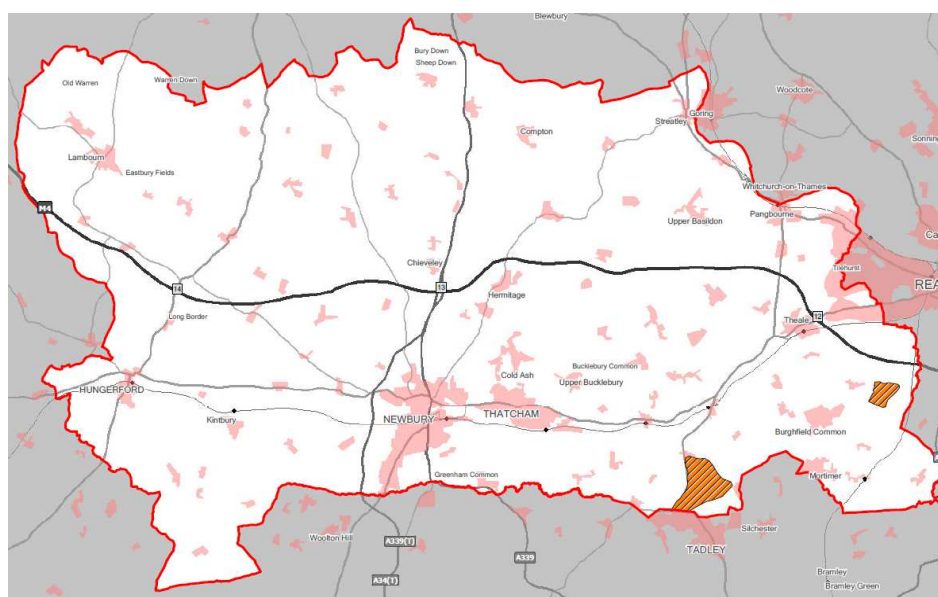 Blewbury
Bury Down
Sheep Down
Old Warren
Warren Down
Woodcote
Goring
Streatley
Compton
Sonning
Lambourn
Eastbury Fields
Whitchurch-on-Thames
M4
Pangbourne
Upper Basildon
Ca
Chieveley
Tilehurst
14
13
Hermitage
REA
Long Border
12
Theale
Bucklebury Common
Cold Ash
Upper Bucklebury
HUNGERFORD
Kintbury
NEWBURY
THATCHAM
Burghfield Common
Greenham Common
Mortimer
Silchester
Woolton Hill
A339(T)
TADLEY
A339
A34(T)
Bramley
Bramley Green